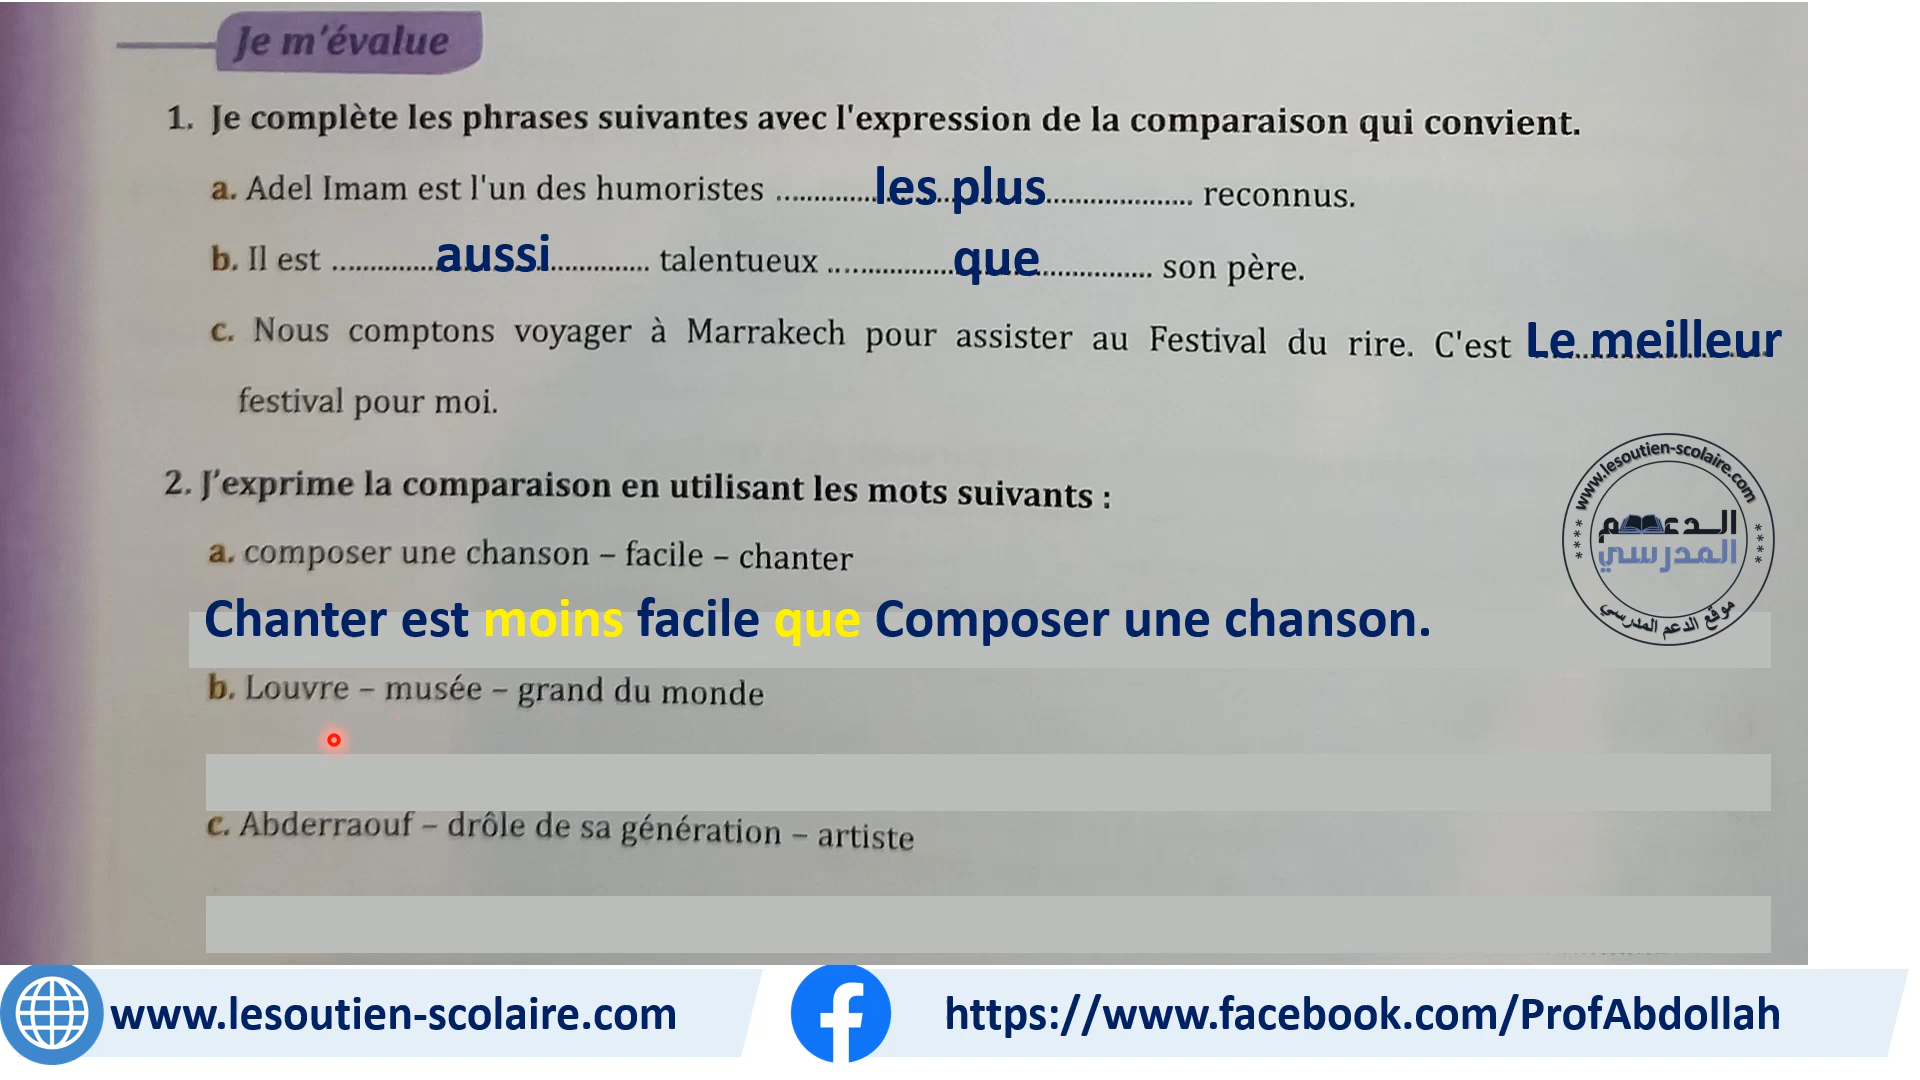 Je m'évalue
1. Je complète les phrases suivantes avec l'expression de la comparaison qui convient.
a. Adel Imam est l'un des humoristes ........les plus........ reconnus.
b. Il est ........aussi........ talentueux ........que........ son père.
c. Nous comptons voyager à Marrakech pour assister au Festival du rire. C'est Le meilleur
festival pour moi.
2. J'exprime la comparaison en utilisant les mots suivants :
a. composer une chanson – facile – chanter
Chanter est moins facile que Composer une chanson.
b. Louvre – musée – grand du monde
c. Abderraouf – drôle de sa génération – artiste
**** www.lesoutien-scolaire.com ****
الدعم
المدرسي
موقع الدعم المدرسي
www.lesoutien-scolaire.com
https://www.facebook.com/ProfAbdollah